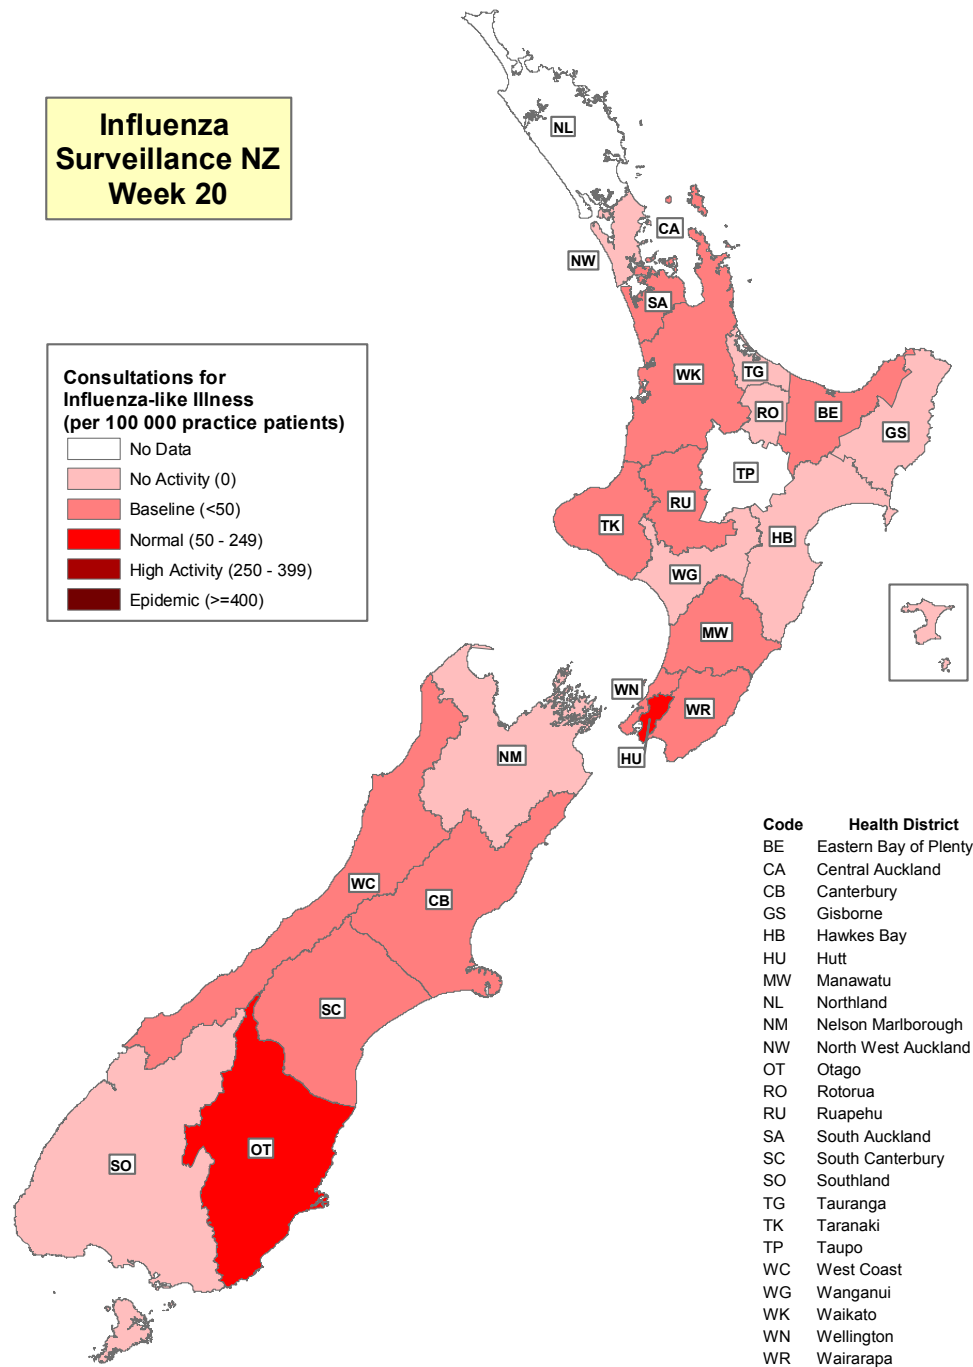 Influenza
Surveillance NZ
Week 20
NL
CA
NW
SA
WK
TG
RO
BE
GS
TP
RU
TK
HB
WG
MW
WN
WR
HU
NM
WC
CB
SC
OT
SO
Consultations for
Influenza-like Illness
(per 100 000 practice patients)
No Data
No Activity (0)
Baseline (<50)
Normal (50 - 249)
High Activity (250 - 399)
Epidemic (>=400)
Code Health District
BE Eastern Bay of Plenty
CA Central Auckland
CB Canterbury
GS Gisborne
HB Hawkes Bay
HU Hutt
MW Manawatu
NL Northland
NM Nelson Marlborough
NW North West Auckland
OT Otago
RO Rotorua
RU Ruapehu
SA South Auckland
SC South Canterbury
SO Southland
TG Tauranga
TK Taranaki
TP Taupo
WC West Coast
WG Wanganui
WK Waikato
WN Wellington
WR Wairarapa